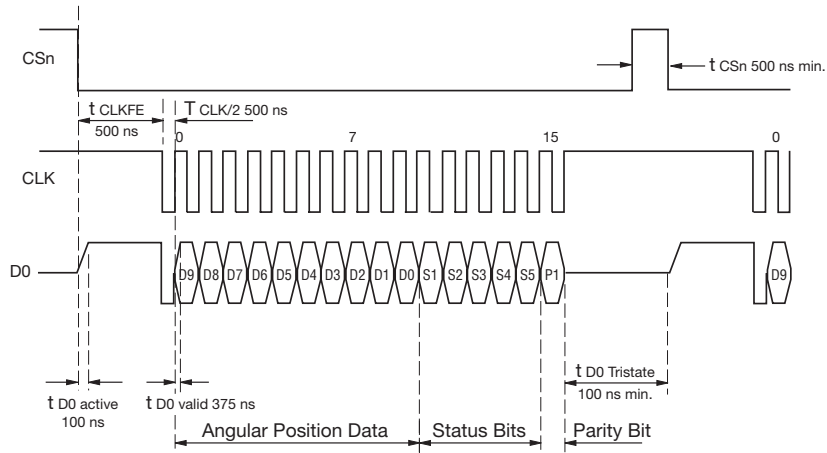 CSn
t CSn 500 ns min.
t CLKFE
500 ns
T CLK/2 500 ns
0
7
15
0
CLK
D0
D9
D8
D7
D6
D5
D4
D3
D2
D1
D0
S1
S2
S3
S4
S5
P1
D9
t D0 active
100 ns
t D0 valid 375 ns
t D0 Tristate
100 ns min.
Angular Position Data
Status Bits
Parity Bit